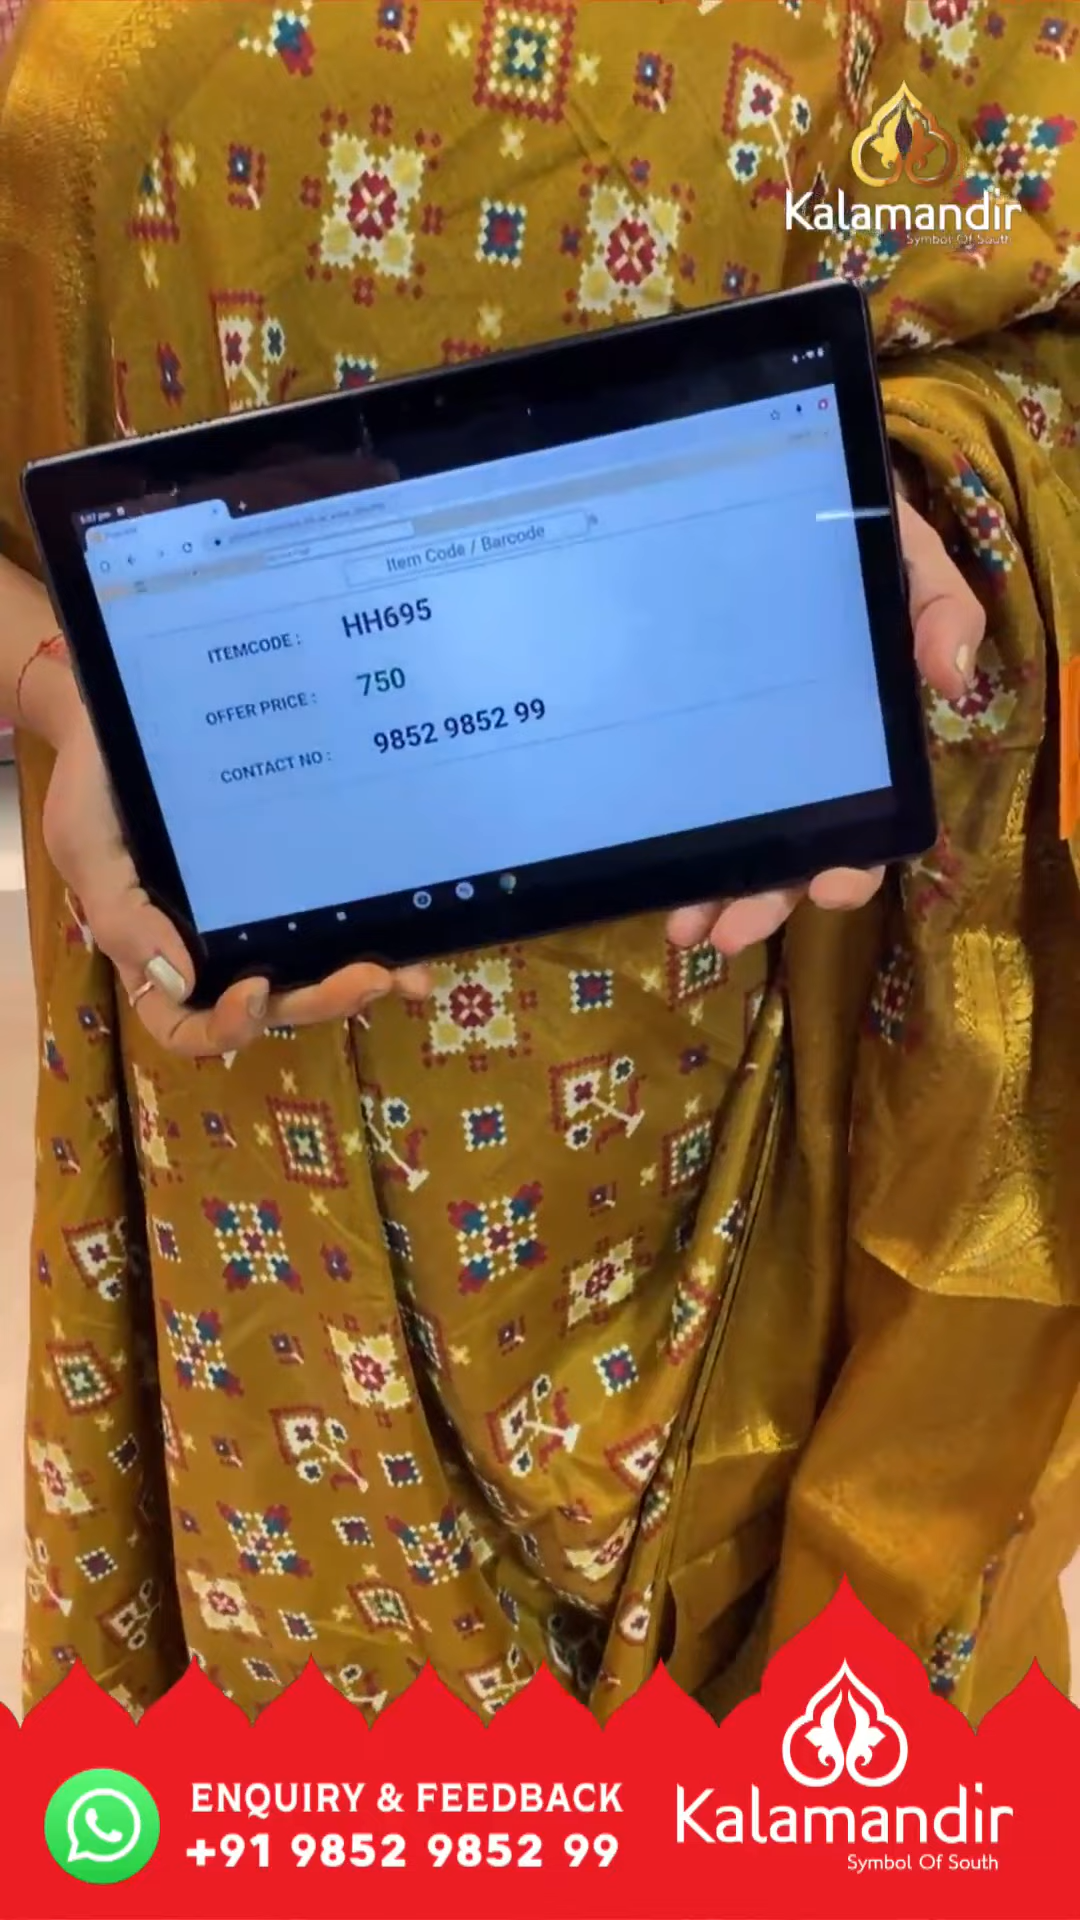 Kalamandir
Symbol Of South
Item Code / Barcode
ITEMCODE : HH695
OFFER PRICE : 750
CONTACT NO : 9852 9852 99
ENQUIRY & FEEDBACK
+91 9852 9852 99
Kalamandir
Symbol Of South